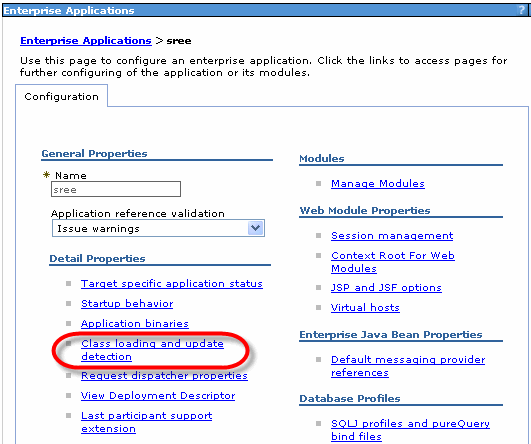 Enterprise Applications ?
Enterprise Applications > sree
Use this page to configure an enterprise application. Click the links to access pages for
further configuring of the application or its modules.
Configuration
General Properties
* Name
sree
Application reference validation
Issue warnings
Detail Properties
Target specific application status
Startup behavior
Application binaries
Class loading and update
detection
Request dispatcher properties
View Deployment Descriptor
Last participant support
extension
Modules
Manage Modules
Web Module Properties
Session management
Context Root For Web
Modules
JSP and JSF options
Virtual hosts
Enterprise Java Bean Properties
Default messaging provider
references
Database Profiles
SQLJ profiles and pureQuery
bind files